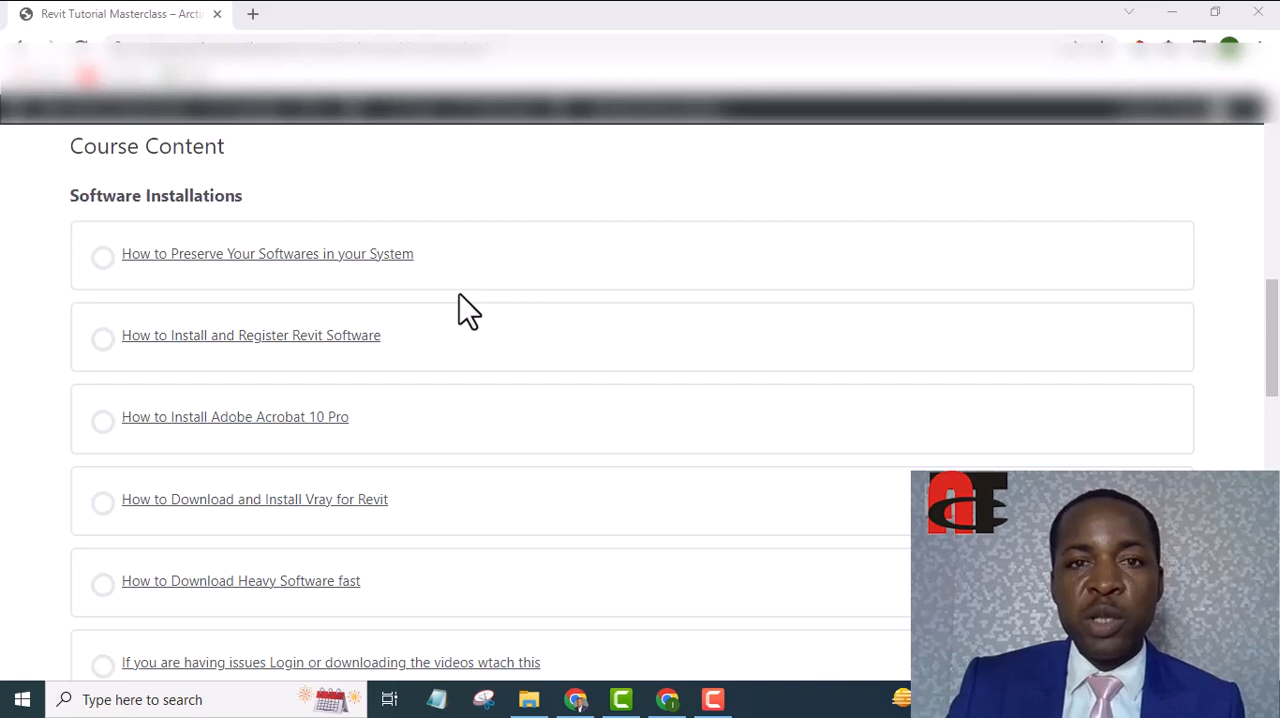 Revit Tutorial Masterclass – Arcti
Course Content
Software Installations
How to Preserve Your Softwares in your System
How to Install and Register Revit Software
How to Install Adobe Acrobat 10 Pro
How to Download and Install Vray for Revit
How to Download Heavy Software fast
If you are having issues Login or downloading the videos wtach this
Type here to search